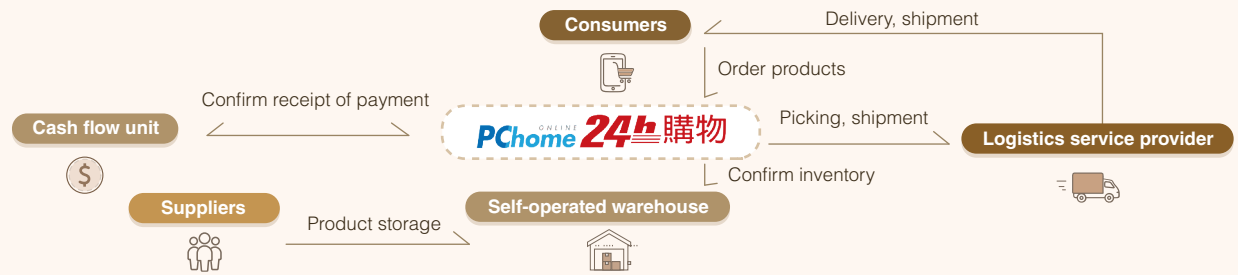 Consumers
Delivery, shipment
Order products
Confirm receipt of payment
Cash flow unit
ONLINE
PChome 24h購物
Picking, shipment
Logistics service provider
$
Confirm inventory
Suppliers
Product storage
Self-operated warehouse